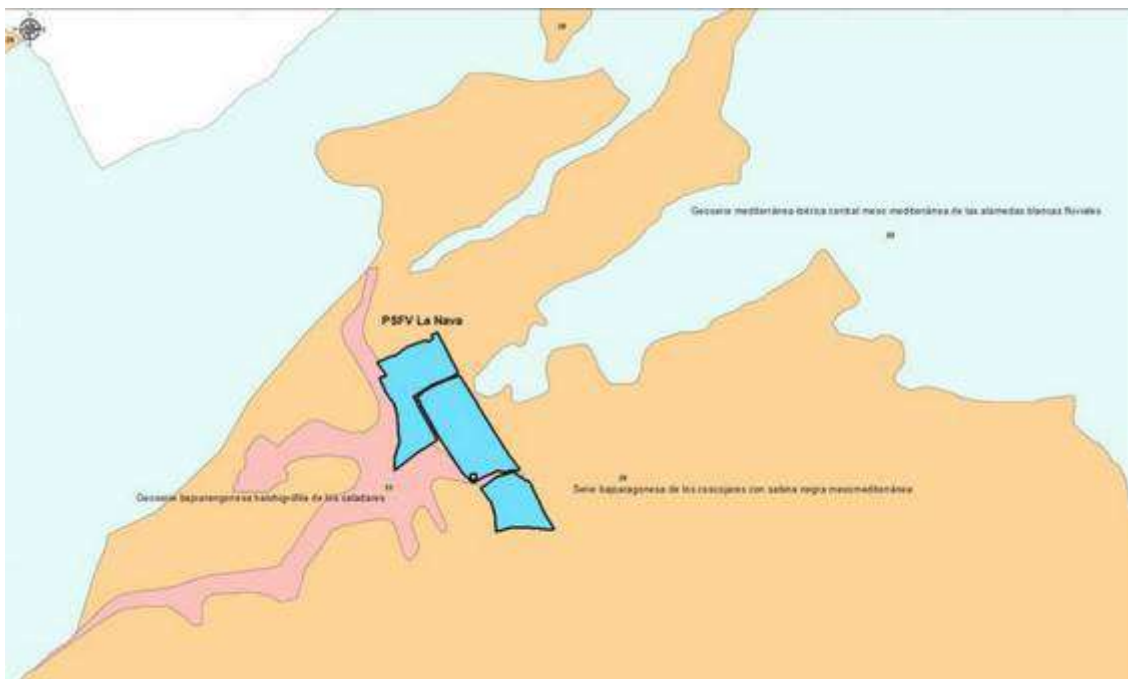 Geoserie mediterránea ibérica central meso mediterránea de las alamedas blancas fluviales
PSFV La Nava
Geoserie bajoaragonesa halohigrófila de los saladares
Serie bajoaragonesa de los coscojares con sabina negra mesomediterránea